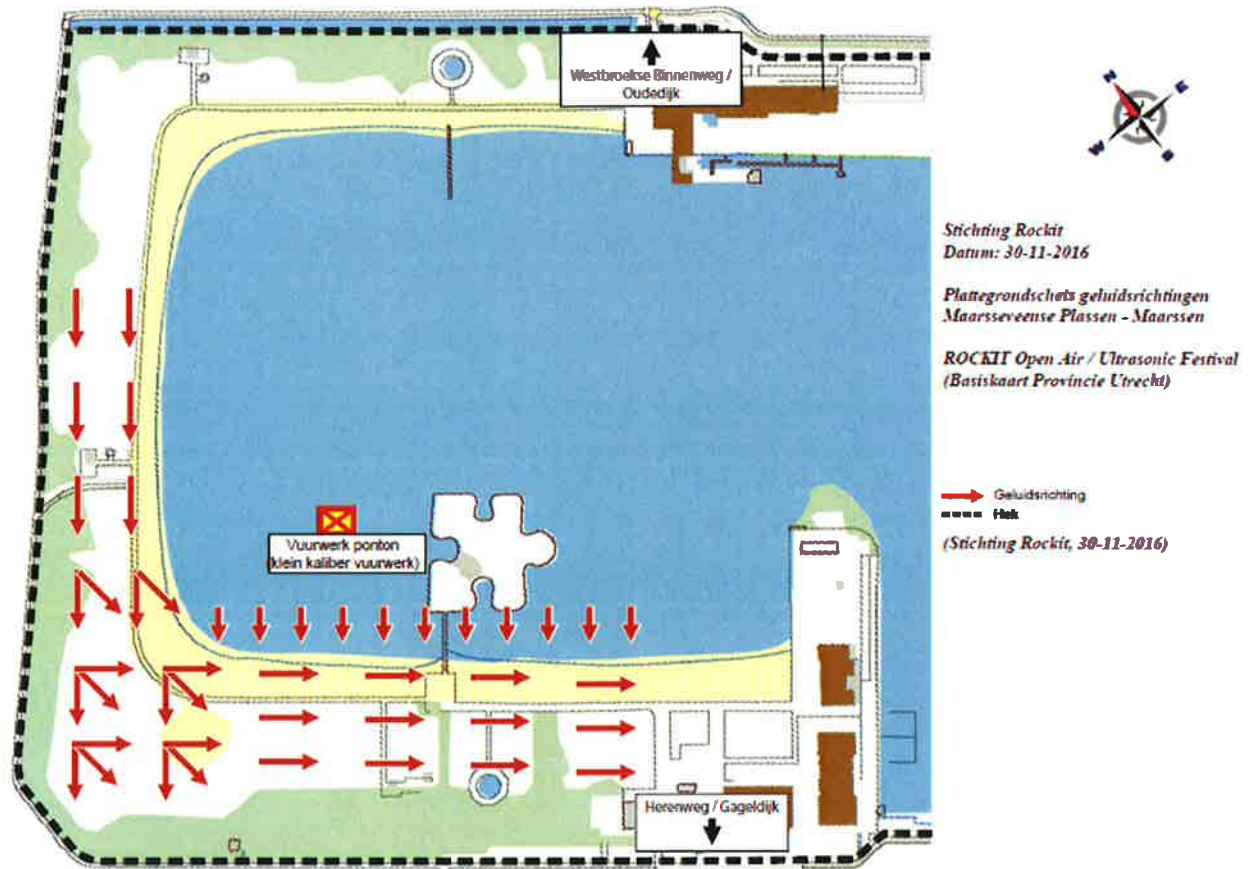 Westbroekse Binnenweg /
Oudedijk
N
E
W
S
Stichting Rockit
Datum: 30-11-2016
Plattegrondschets geluidsrichtingen
Maarsseveense Plassen - Maarssen
ROCKIT Open Air / Ultrasonic Festival
(Basiskaart Provincie Utrecht)
Geluidsrichting
Hek
(Stichting Rockit, 30-11-2016)
Vuurwerk ponton
(klein kaliber vuurwerk)
Herenweg / Gageldijk